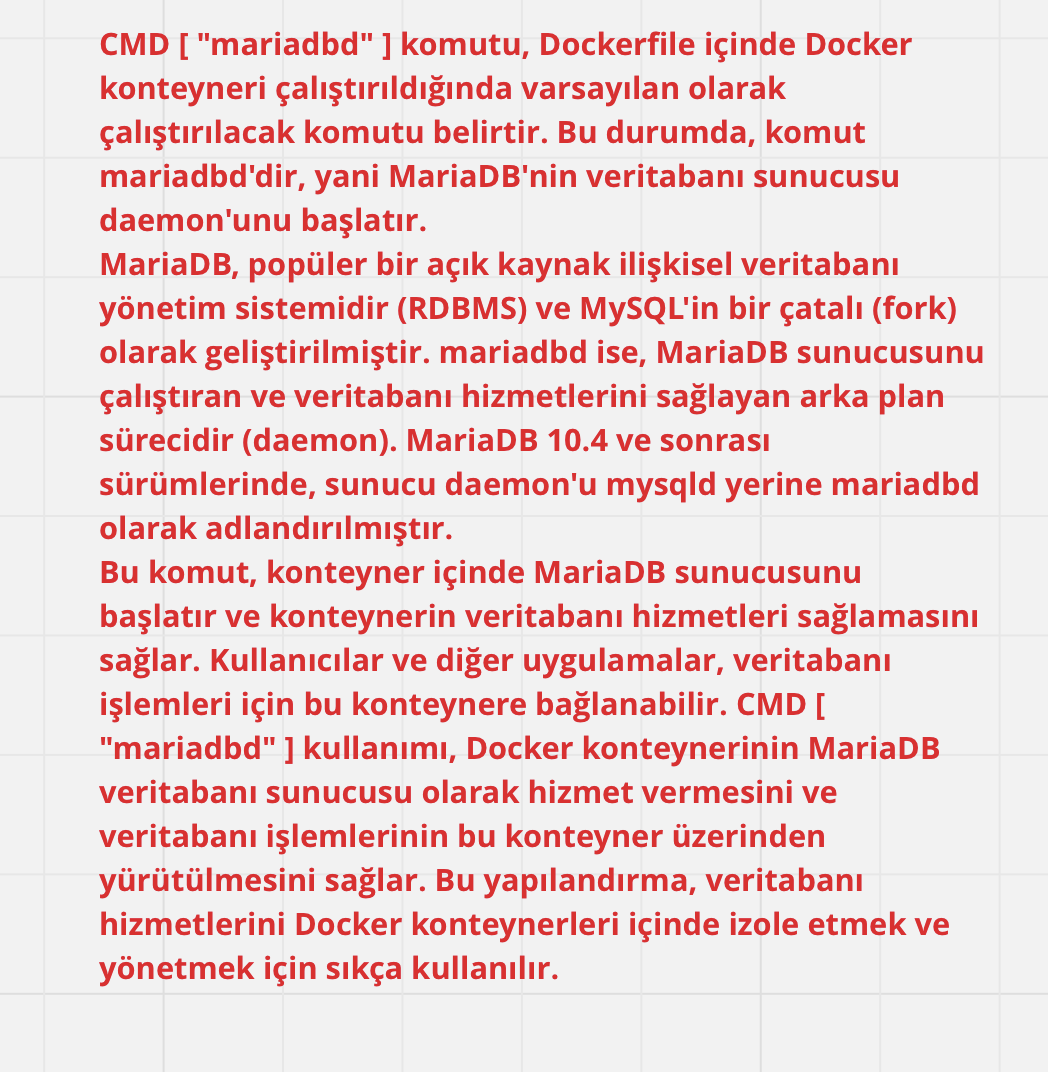 CMD [ "mariadbd" ] komutu, Dockerfile içinde Docker
konteyneri çalıştırıldığında varsayılan olarak
çalıştırılacak komutu belirtir. Bu durumda, komut
mariadbd'dir, yani MariaDB'nin veritabanı sunucusu
daemon'unu başlatır.
MariaDB, popüler bir açık kaynak ilişkisel veritabanı
yönetim sistemidir (RDBMS) ve MySQL'in bir çatalı (fork)
olarak geliştirilmiştir. mariadbd ise, MariaDB sunucusunu
çalıştıran ve veritabanı hizmetlerini sağlayan arka plan
sürecidir (daemon). MariaDB 10.4 ve sonrası
sürümlerinde, sunucu daemon'u mysqld yerine mariadbd
olarak adlandırılmıştır.
Bu komut, konteyner içinde MariaDB sunucusunu
başlatır ve konteynerin veritabanı hizmetleri sağlamasını
sağlar. Kullanıcılar ve diğer uygulamalar, veritabanı
işlemleri için bu konteynere bağlanabilir. CMD [
"mariadbd" ] kullanımı, Docker konteynerinin MariaDB
veritabanı sunucusu olarak hizmet vermesini ve
veritabanı işlemlerinin bu konteyner üzerinden
yürütülmesini sağlar. Bu yapılandırma, veritabanı
hizmetlerini Docker konteynerleri içinde izole etmek ve
yönetmek için sıkça kullanılır.